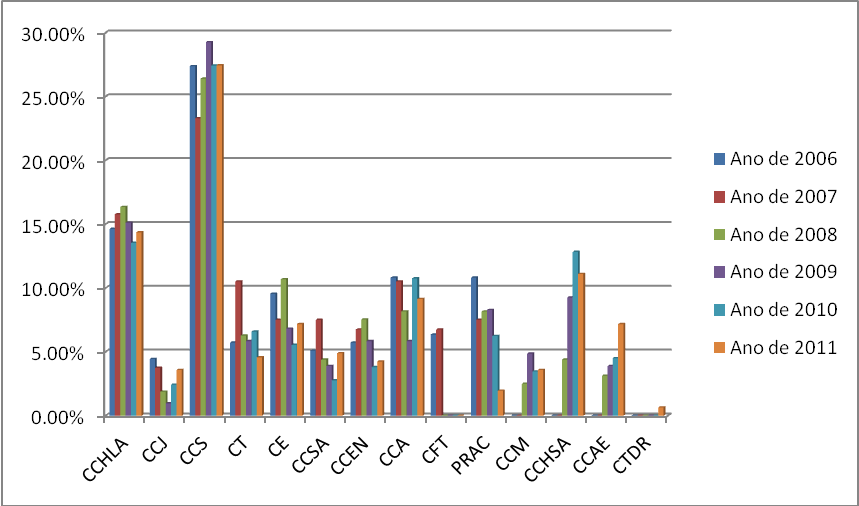 30.00%
25.00%
20.00%
15.00%
10.00%
5.00%
0.00%
CCHLA
CCJ
CCS
CT
CE
CCSA
CCEN
CCA
CFT
PRAC
CCM
CCHSA
CCAE
CTDR
Ano de 2006
Ano de 2007
Ano de 2008
Ano de 2009
Ano de 2010
Ano de 2011